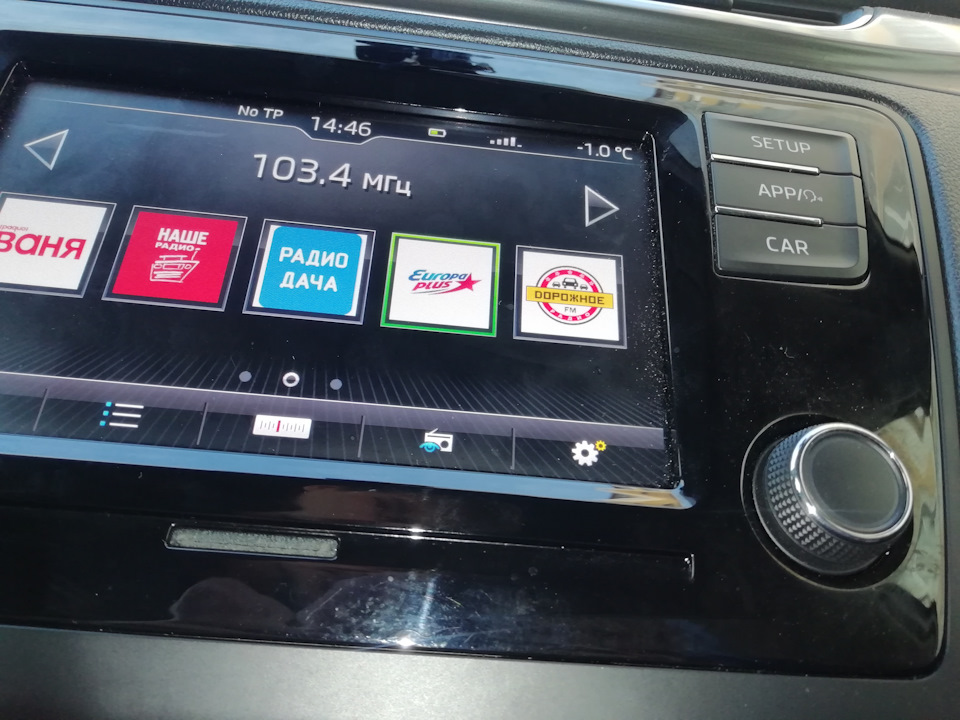 No TP
14:46
-1.0 °C
103.4 МГц
ВАНЯ
НАШЕ
РАДИО
РАДИО
ДАЧА
Europa
PLUS
ДОРОЖНОЕ
FM
РАДИО
SETUP
APP/
CAR